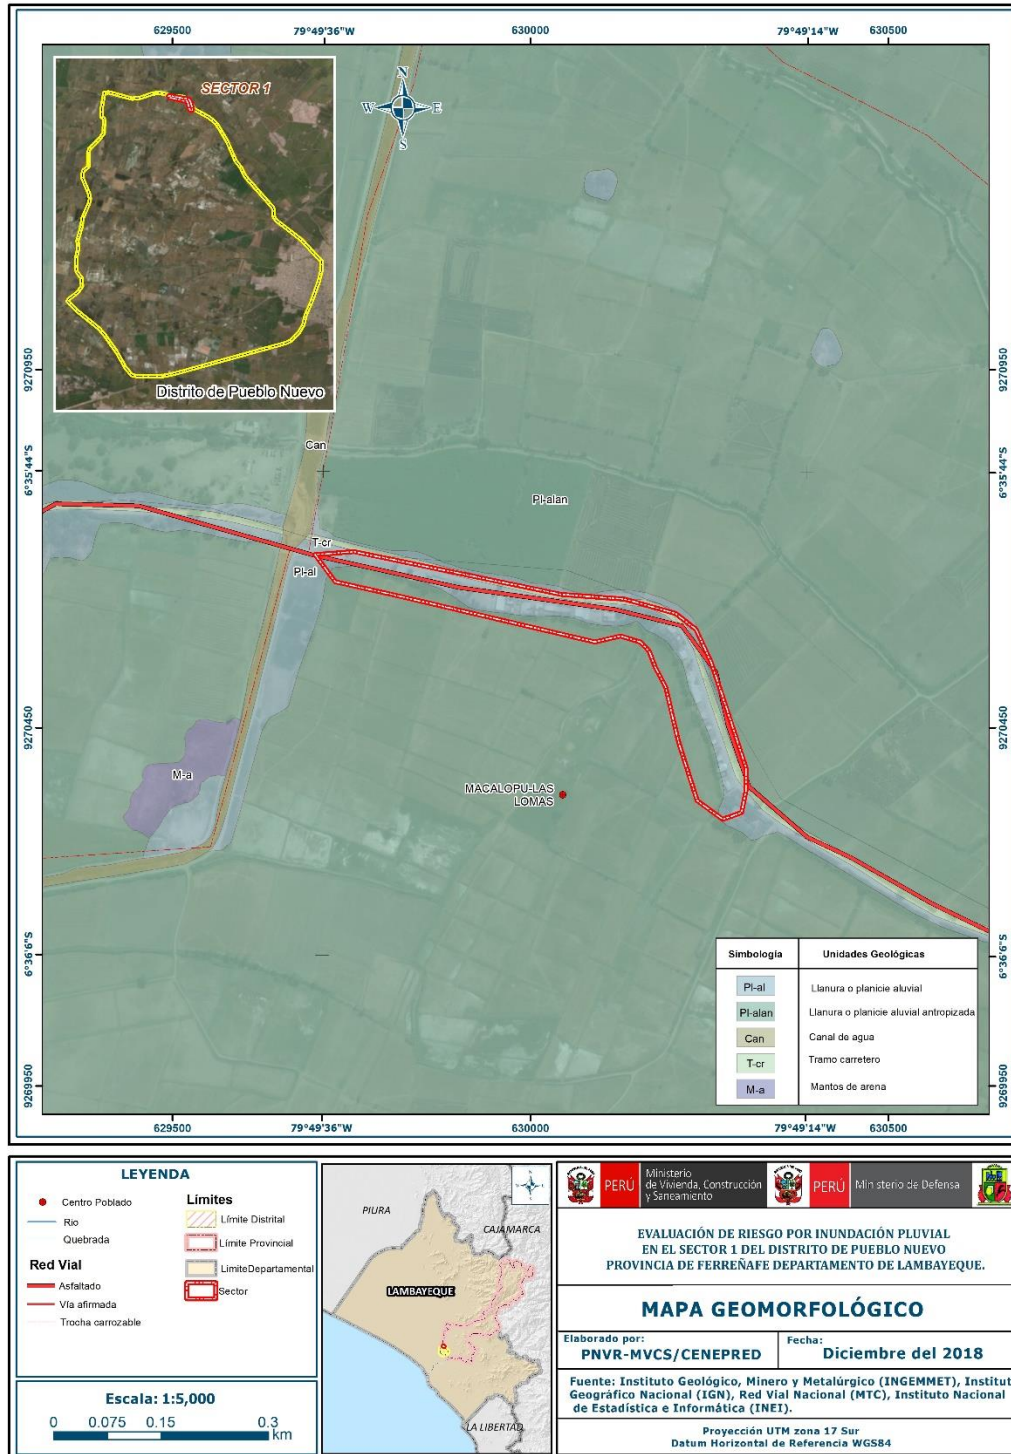 629500
79°49'36"W
630000
79°49'14"W
630500
SECTOR 1
Distrito de Pueblo Nuevo
N
W
E
S
9270950
9270950
6°35'44"S
6°35'44"S
Can
Pl-alan
T-cr
Pl-al
9270450
9270450
M-a
MACALOPU-LAS
LOMAS
6°36'6"S
6°36'6"S
Simbología
Unidades Geológicas
Pl-al
Llanura o planicie aluvial
Pl-alan
Llanura o planicie aluvial antropizada
Can
Canal de agua
T-cr
Tramo carretero
M-a
Mantos de arena
9269950
9269950
629500
79°49'36"W
630000
79°49'14"W
630500
LEYENDA
Centro Poblado
Rio
Quebrada
Red Vial
Asfaltado
Vía afirmada
Trocha carrozable
Límites
Límite Distrital
Límite Provincial
LimiteDepartamental
Sector
Escala: 1:5,000
0 0.075 0.15 0.3
km
PIURA
CAJAMARCA
LAMBAYEQUE
LA LIBERTAD
PERÚ
Ministerio
de Vivienda, Construcción
y Saneamiento
PERÚ
Ministerio de Defensa
EVALUACIÓN DE RIESGO POR INUNDACIÓN PLUVIAL
EN EL SECTOR 1 DEL DISTRITO DE PUEBLO NUEVO
PROVINCIA DE FERREÑAFE DEPARTAMENTO DE LAMBAYEQUE.
MAPA GEOMORFOLÓGICO
Elaborado por:
PNVR-MVCS/CENEPRED
Fecha:
Diciembre del 2018
Fuente: Instituto Geológico, Minero y Metalúrgico (INGEMMET), Institut
Geográfico Nacional (IGN), Red Vial Nacional (MTC), Instituto Nacional
de Estadística e Informática (INEI).
Proyección UTM zona 17 Sur
Datum Horizontal de Referencia WGS84